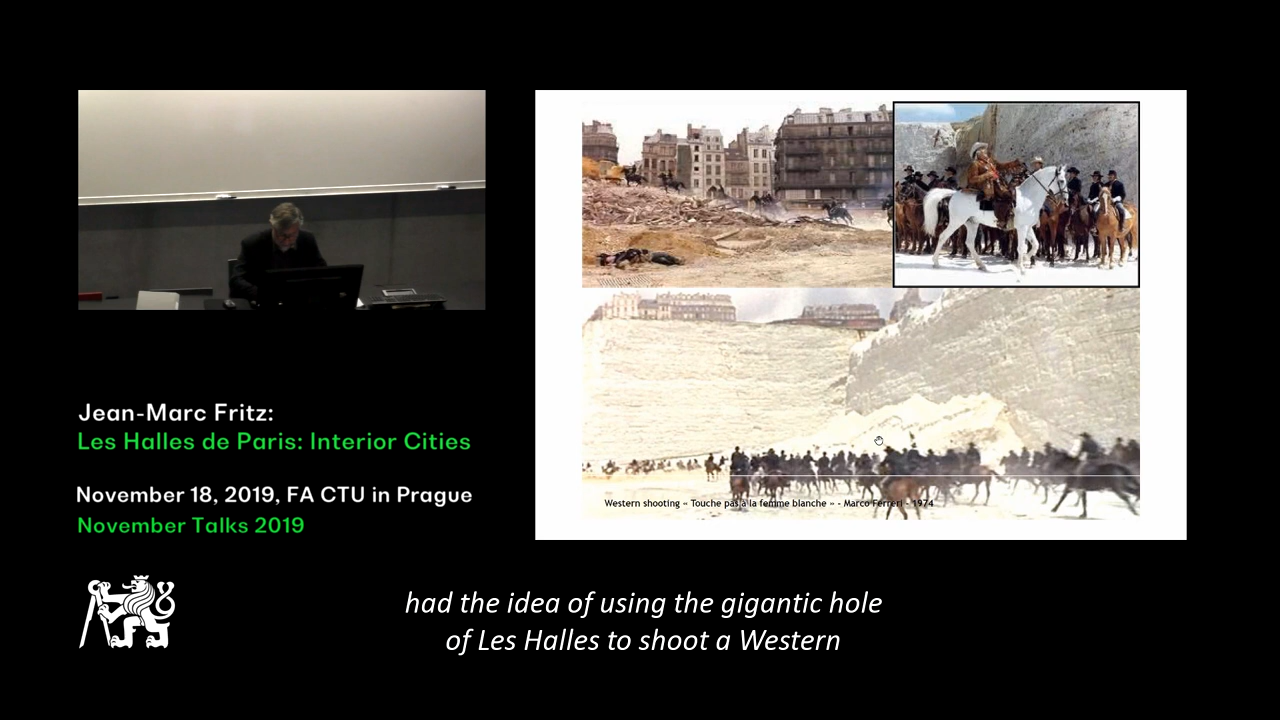 Jean-Marc Fritz:
Les Halles de Paris: Interior Cities
November 18, 2019, FA CTU in Prague
November Talks 2019
Western shooting « Touche pas à la femme blanche » - Marco Ferreri - 1974
had the idea of using the gigantic hole
of Les Halles to shoot a Western